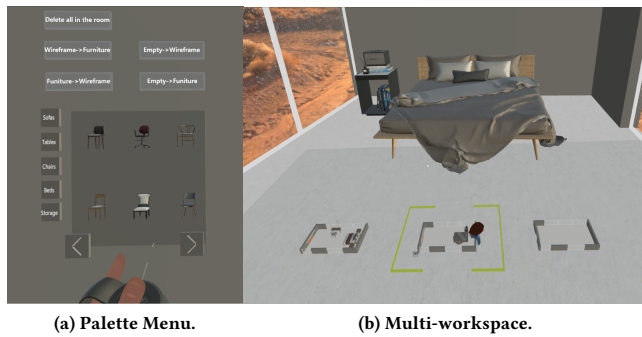 Delete all in the room
Wireframe->Furniture
Empty->Wireframe
Funiture->Wireframe
Empty->Funiture
Sofas
Tables
Chairs
Beds
Storage
(a) Palette Menu.
(b) Multi-workspace.